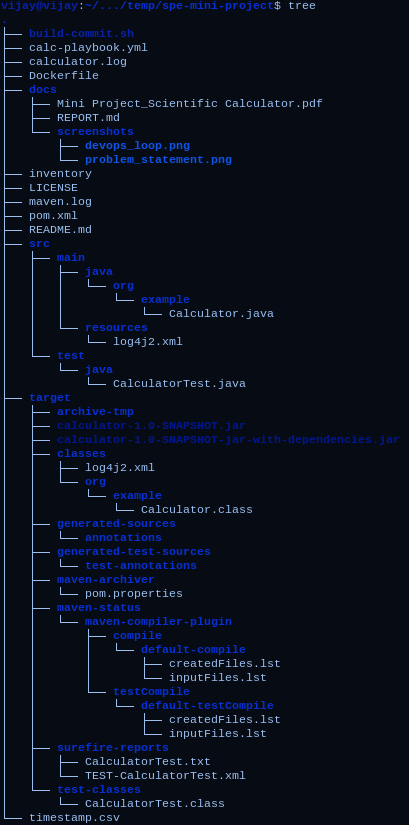 vijay@vijay:~/.../temp/spe-mini-project$ tree
.
├── build-commit.sh
├── calc-playbook.yml
├── calculator.log
├── Dockerfile
├── docs
│   ├── Mini Project_Scientific Calculator.pdf
│   ├── REPORT.md
│   └── screenshots
│       ├── devops_loop.png
│       └── problem_statement.png
├── inventory
├── LICENSE
├── maven.log
├── pom.xml
├── README.md
├── src
│   ├── main
│   │   ├── java
│   │   │   └── org
│   │   │       └── example
│   │   │           └── Calculator.java
│   │   └── resources
│   │       └── log4j2.xml
│   └── test
│       └── java
│           └── CalculatorTest.java
├── target
│   ├── archive-tmp
│   ├── calculator-1.0-SNAPSHOT.jar
│   ├── calculator-1.0-SNAPSHOT-jar-with-dependencies.jar
│   ├── classes
│   │   ├── log4j2.xml
│   │   └── org
│   │       └── example
│   │           └── Calculator.class
│   ├── generated-sources
│   │   └── annotations
│   ├── generated-test-sources
│   │   └── test-annotations
│   ├── maven-archiver
│   │   └── pom.properties
│   ├── maven-status
│   │   └── maven-compiler-plugin
│   │       ├── compile
│   │       │   └── default-compile
│   │       │       ├── createdFiles.lst
│   │       │       └── inputFiles.lst
│   │       └── testCompile
│   │           └── default-testCompile
│   │               ├── createdFiles.lst
│   │               └── inputFiles.lst
│   ├── surefire-reports
│   │   ├── CalculatorTest.txt
│   │   └── TEST-CalculatorTest.xml
│   └── test-classes
│       └── CalculatorTest.class
└── timestamp.csv